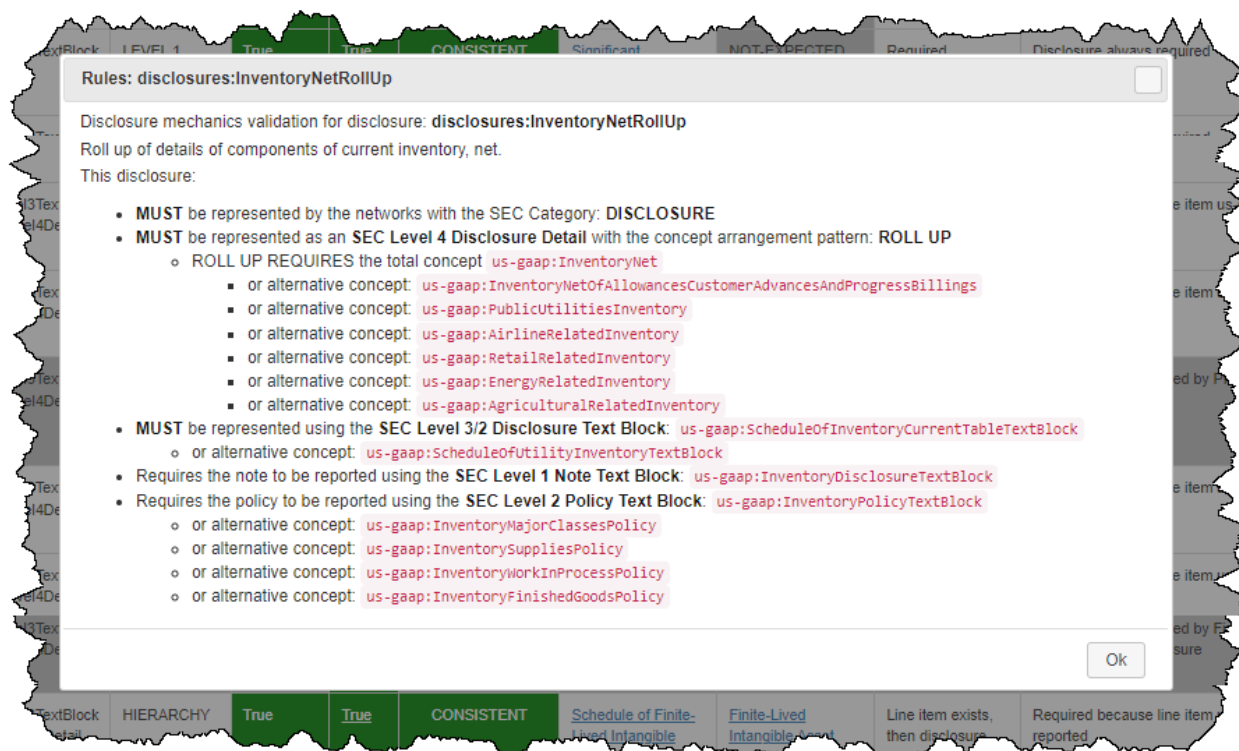 TextBlock LEVEL 1 True True CONSISTENT Significant NOT-EXPECTED Required Disclosure always required
Rules: disclosures:InventoryNetRollUp
Disclosure mechanics validation for disclosure: disclosures:InventoryNetRollUp
Roll up of details of components of current inventory, net.
This disclosure:
• MUST be represented by the networks with the SEC Category: DISCLOSURE
• MUST be represented as an SEC Level 4 Disclosure Detail with the concept arrangement pattern: ROLL UP
○ ROLL UP REQUIRES the total concept us-gaap:InventoryNet
▪ or alternative concept: us-gaap:InventoryNetOfAllowancesCustomerAdvancesAndProgressBillings
▪ or alternative concept: us-gaap:PublicUtilitiesInventory
▪ or alternative concept: us-gaap:AirlineRelatedInventory
▪ or alternative concept: us-gaap:RetailRelatedInventory
▪ or alternative concept: us-gaap:EnergyRelatedInventory
▪ or alternative concept: us-gaap:AgriculturalRelatedInventory
• MUST be represented using the SEC Level 3/2 Disclosure Text Block: us-gaap:ScheduleOfInventoryCurrentTableTextBlock
○ or alternative concept: us-gaap:ScheduleOfUtilityInventoryTextBlock
• Requires the note to be reported using the SEC Level 1 Note Text Block: us-gaap:InventoryDisclosureTextBlock
• Requires the policy to be reported using the SEC Level 2 Policy Text Block: us-gaap:InventoryPolicyTextBlock
○ or alternative concept: us-gaap:InventoryMajorClassesPolicy
○ or alternative concept: us-gaap:InventorySuppliesPolicy
○ or alternative concept: us-gaap:InventoryWorkInProcessPolicy
○ or alternative concept: us-gaap:InventoryFinishedGoodsPolicy
Ok
TextBlock HIERARCHY True True CONSISTENT Schedule of Finite- Finite-Lived Line item exists, Required because line item
Lived Intangible Intangible Asset then disclosure reported